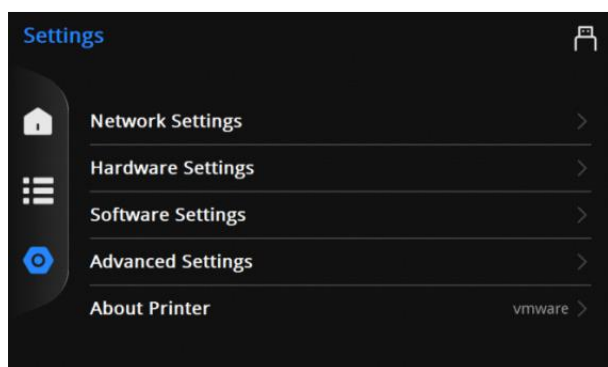 Settings
Network Settings
Hardware Settings
Software Settings
Advanced Settings
About Printer vmware